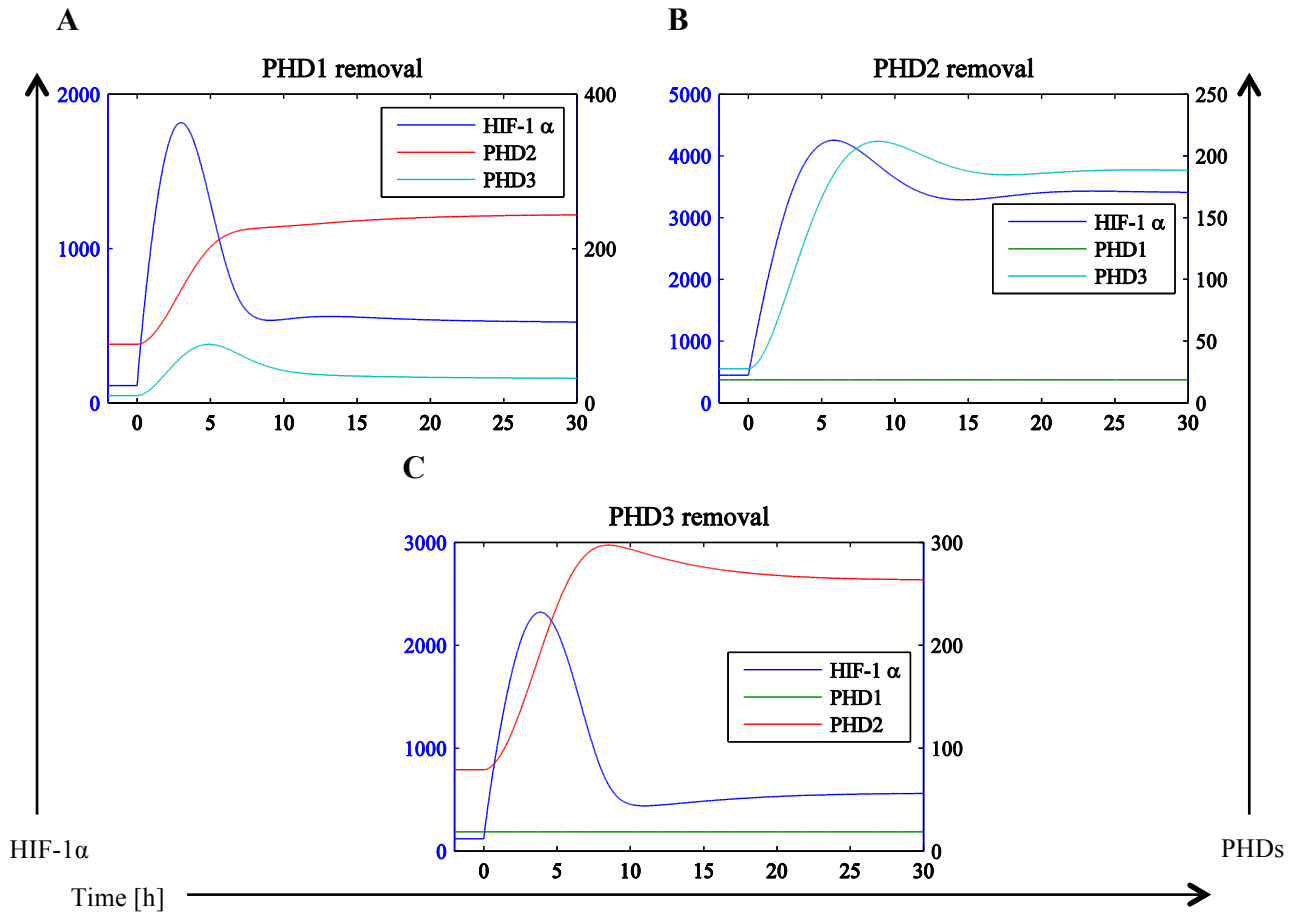 A
B
PHD1 removal
PHD2 removal
2000
400
HIF-1 α
PHD2
PHD3
1000
200
0
0
0 5 10 15 20 25 30
5000
250
4000
200
HIF-1 α
PHD1
PHD3
3000
150
2000
100
1000
50
0
0
0 5 10 15 20 25 30
C
PHD3 removal
3000
300
2000
200
HIF-1 α
PHD1
PHD2
1000
100
0
0
0 5 10 15 20 25 30
HIF-1α
PHDs
Time [h]